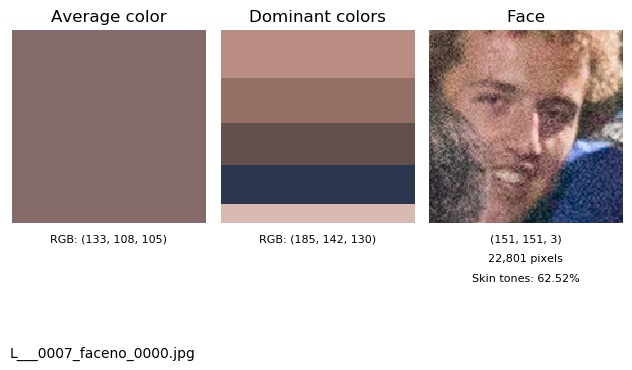 Average color
Dominant colors
Face
RGB: (133, 108, 105)
RGB: (185, 142, 130)
(151, 151, 3)
22,801 pixels
Skin tones: 62.52%
L___0007_faceno_0000.jpg